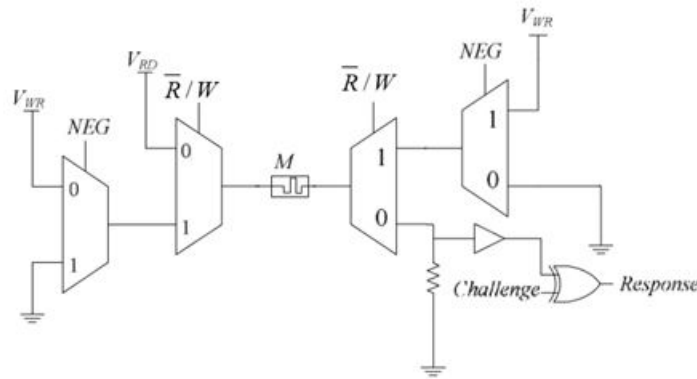 V_WR
NEG
V_RD
R̅ / W
R̅ / W
NEG
V_WR
0
1
0
1
M
1
0
1
0
Challenge
Response